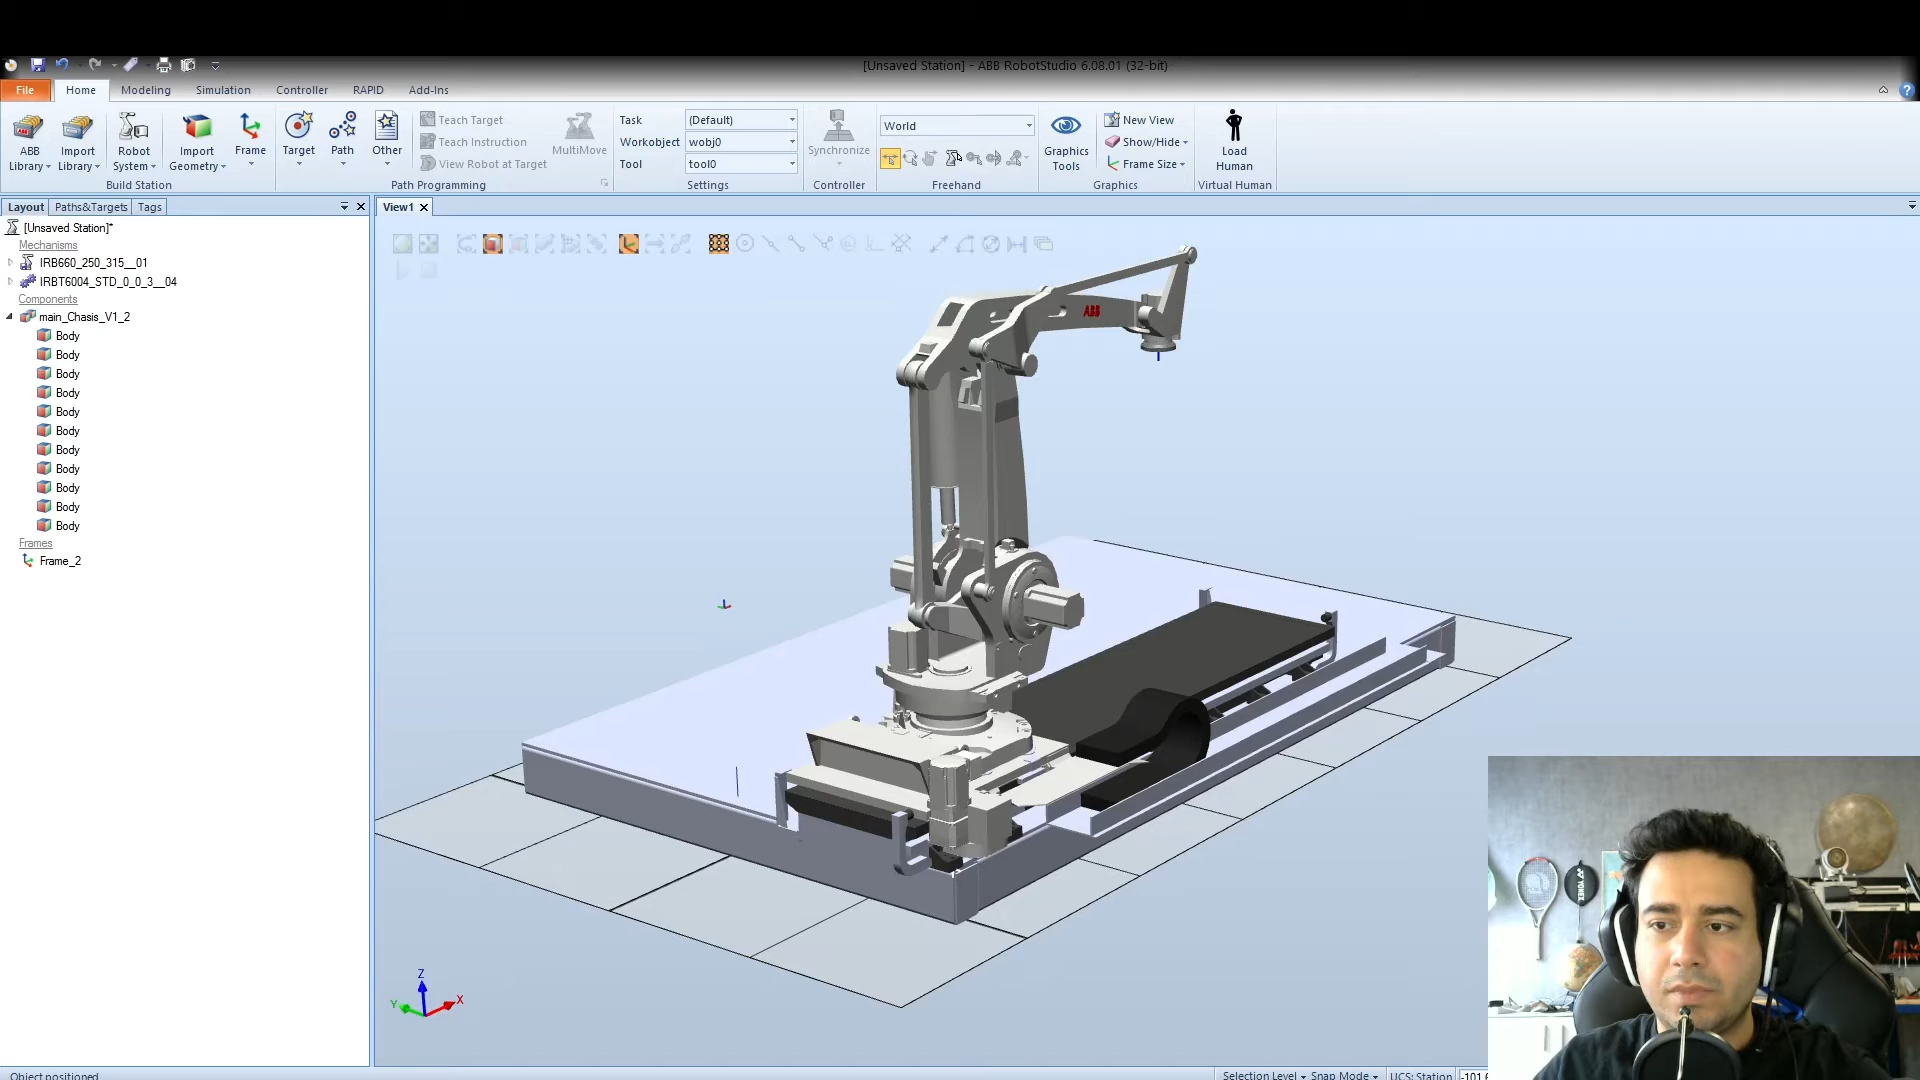 [Unsaved Station] - ABB RobotStudio 6.08.01 (32-bit)
File Home Modeling Simulation Controller RAPID Add-Ins
ABB Library
Import Library
Robot System
Import Geometry
Frame
Build Station
Target
Path
Other
Teach Target
Teach Instruction
View Robot at Target
MultiMove
Path Programming
Task (Default)
Workobject wobj0
Tool tool0
Settings
Synchronize
Controller
World
Freehand
Graphics Tools
New View
Show/Hide
Frame Size
Graphics
Load Human
Virtual Human
Layout Paths&Targets Tags
View1
[Unsaved Station]*
Mechanisms
IRB660_250_315__01
IRBT6004_STD_0_0_3__04
Components
main_Chasis_V1_2
Body
Body
Body
Body
Body
Body
Body
Body
Body
Body
Body
Frames
Frame_2
ABB
Z
Y
X
YONEX
Object positioned
Selection Level Snap Mode UCS: Station